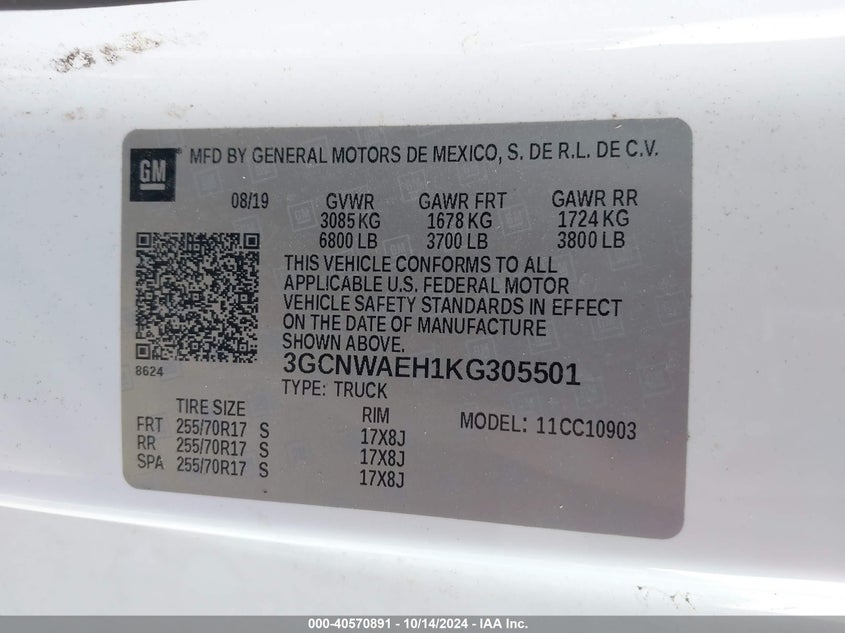 GM
MFD BY GENERAL MOTORS DE MEXICO, S. DE R.L. DE C.V.
08/19 GVWR GAWR FRT GAWR RR
3085 KG 1678 KG 1724 KG
6800 LB 3700 LB 3800 LB
THIS VEHICLE CONFORMS TO ALL
APPLICABLE U.S. FEDERAL MOTOR
VEHICLE SAFETY STANDARDS IN EFFECT
ON THE DATE OF MANUFACTURE
SHOWN ABOVE.
8624
3GCNWAEH1KG305501
TYPE: TRUCK
TIRE SIZE RIM MODEL: 11CC10903
FRT 255/70R17 S 17X8J
RR 255/70R17 S 17X8J
SPA 255/70R17 S 17X8J
000-40570891 - 10/14/2024 - IAAI.com